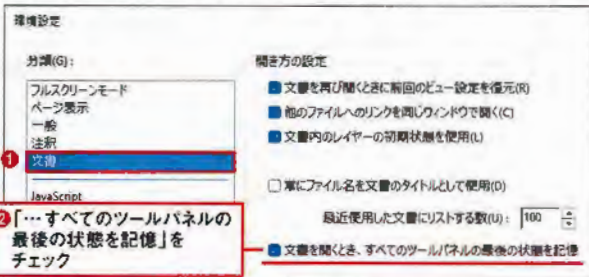 環境設定
分類(G):
フルスクリーンモード
ページ表示
一般
注釈
文書
JavaScript
開き方の設定
文書を再び開くときに前回のビュー設定を復元(R)
他のファイルへのリンクを同じウィンドウで開く(C)
文書内のレイヤーの初期状態を使用(L)
常にファイル名を文書のタイトルとして使用(D)
最近使用した文書にリストする数(U): 100
文書を開くとき、すべてのツールパネルの最後の状態を記憶
❶
❷「…すべてのツールパネルの
最後の状態を記憶」を
チェック